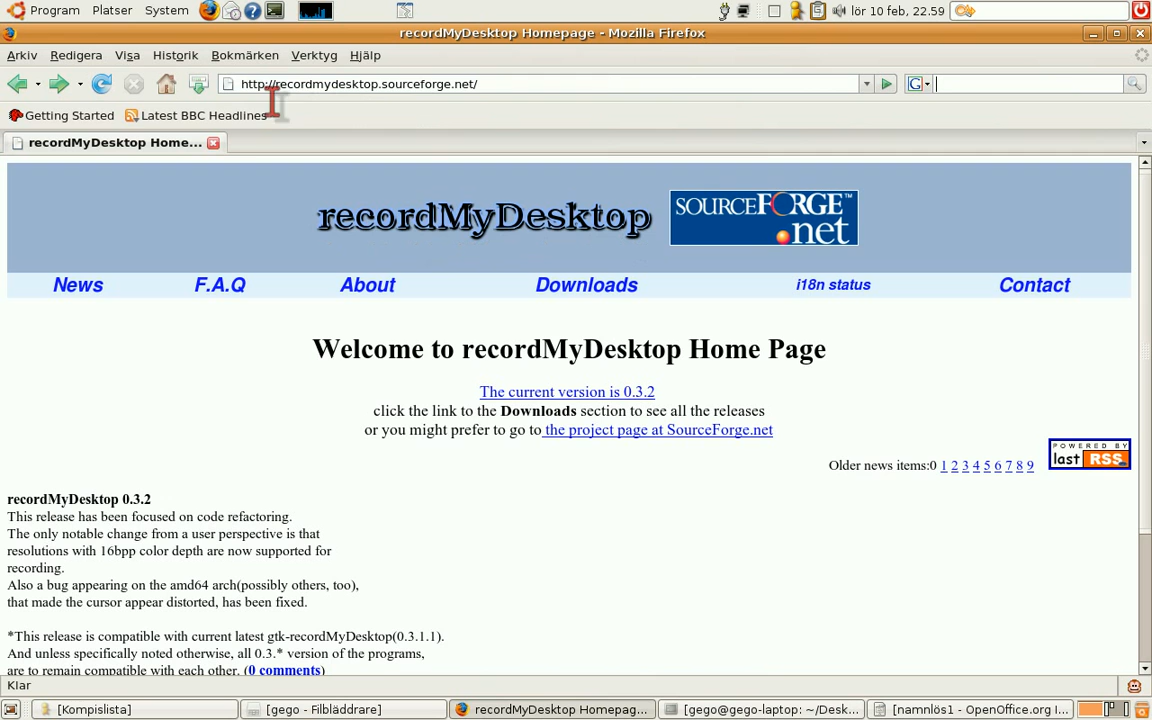 Program Platser System lör 10 feb, 22.59
recordMyDesktop Homepage - Mozilla Firefox
Arkiv Redigera Visa Historik Bokmärken Verktyg Hjälp
http://recordmydesktop.sourceforge.net/ G
Getting Started Latest BBC Headlines
recordMyDesktop Home...
recordMyDesktop SOURCEFORGE™ .net
News F.A.Q About Downloads i18n status Contact
Welcome to recordMyDesktop Home Page
The current version is 0.3.2
click the link to the Downloads section to see all the releases
or you might prefer to go to the project page at SourceForge.net
Older news items:0 1 2 3 4 5 6 7 8 9
POWERED BY
last RSS
recordMyDesktop 0.3.2
This release has been focused on code refactoring.
The only notable change from a user perspective is that
resolutions with 16bpp color depth are now supported for
recording.
Also a bug appearing on the amd64 arch(possibly others, too),
that made the cursor appear distorted, has been fixed.
*This release is compatible with current latest gtk-recordMyDesktop(0.3.1.1).
And unless specifically noted otherwise, all 0.3.* version of the programs,
are to remain compatible with each other. (0 comments)
Klar
[Kompislista] [gego - Filbläddrare] recordMyDesktop Homepag... [gego@gego-laptop: ~/Desk... [namnlös1 - OpenOffice.org I...